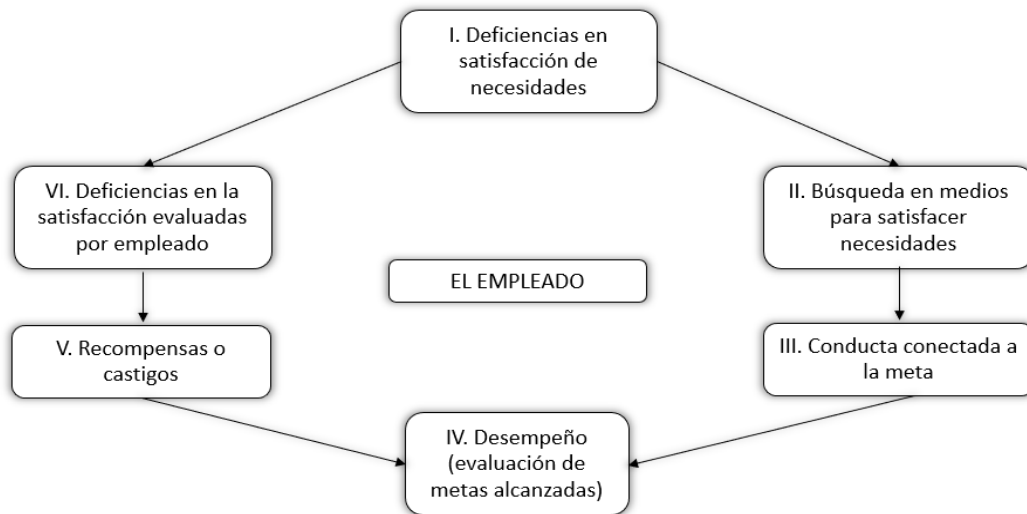 I. Deficiencias en
satisfacción de
necesidades
VI. Deficiencias en la
satisfacción evaluadas
por empleado
II. Búsqueda en medios
para satisfacer
necesidades
EL EMPLEADO
V. Recompensas o
castigos
III. Conducta conectada a
la meta
IV. Desempeño
(evaluación de
metas alcanzadas)